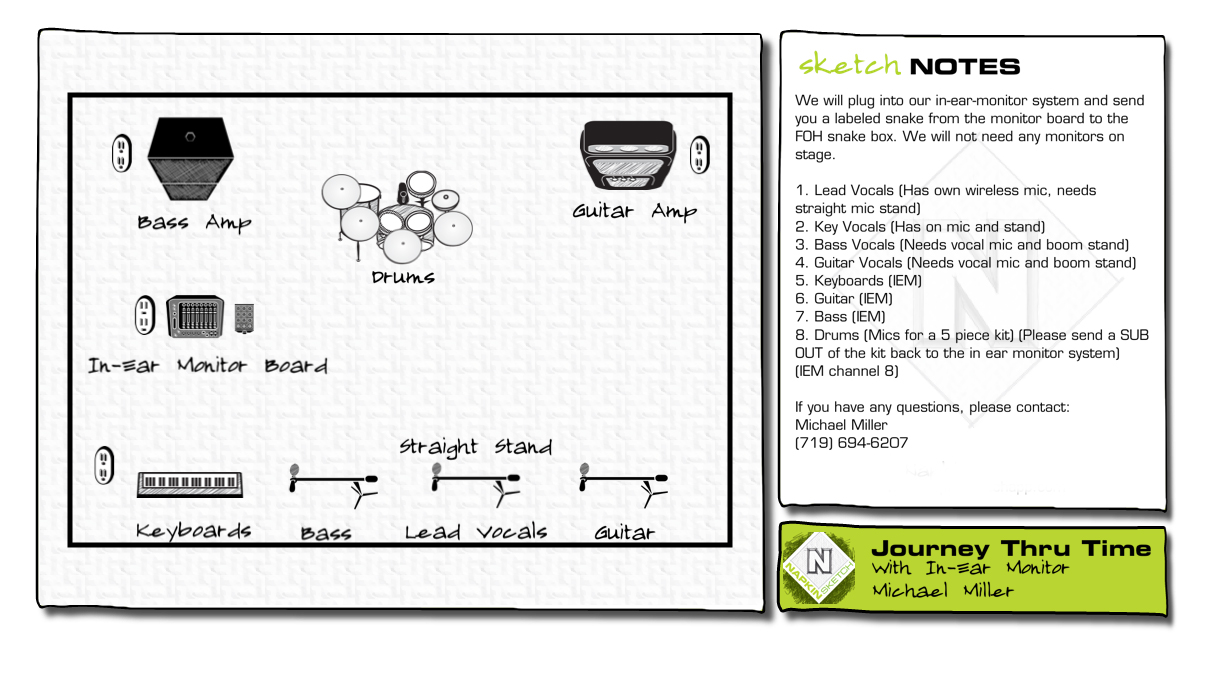 Bass Amp
Guitar Amp
Drums
In-Ear Monitor Board
Straight Stand
Keyboards
Bass
Lead Vocals
Guitar
sketch NOTES
We will plug into our in-ear-monitor system and send
you a labeled snake from the monitor board to the
FOH snake box. We will not need any monitors on
stage.
1. Lead Vocals (Has own wireless mic, needs
straight mic stand)
2. Key Vocals (Has on mic and stand)
3. Bass Vocals (Needs vocal mic and boom stand)
4. Guitar Vocals (Needs vocal mic and boom stand)
5. Keyboards (IEM)
6. Guitar (IEM)
7. Bass (IEM)
8. Drums (Mics for a 5 piece kit) (Please send a SUB
OUT of the kit back to the in ear monitor system)
(IEM channel 8)
If you have any questions, please contact:
Michael Miller
(719) 694-6207
N
NAPKIN SKETCH
Journey Thru Time
With In-Ear Monitor
Michael Miller